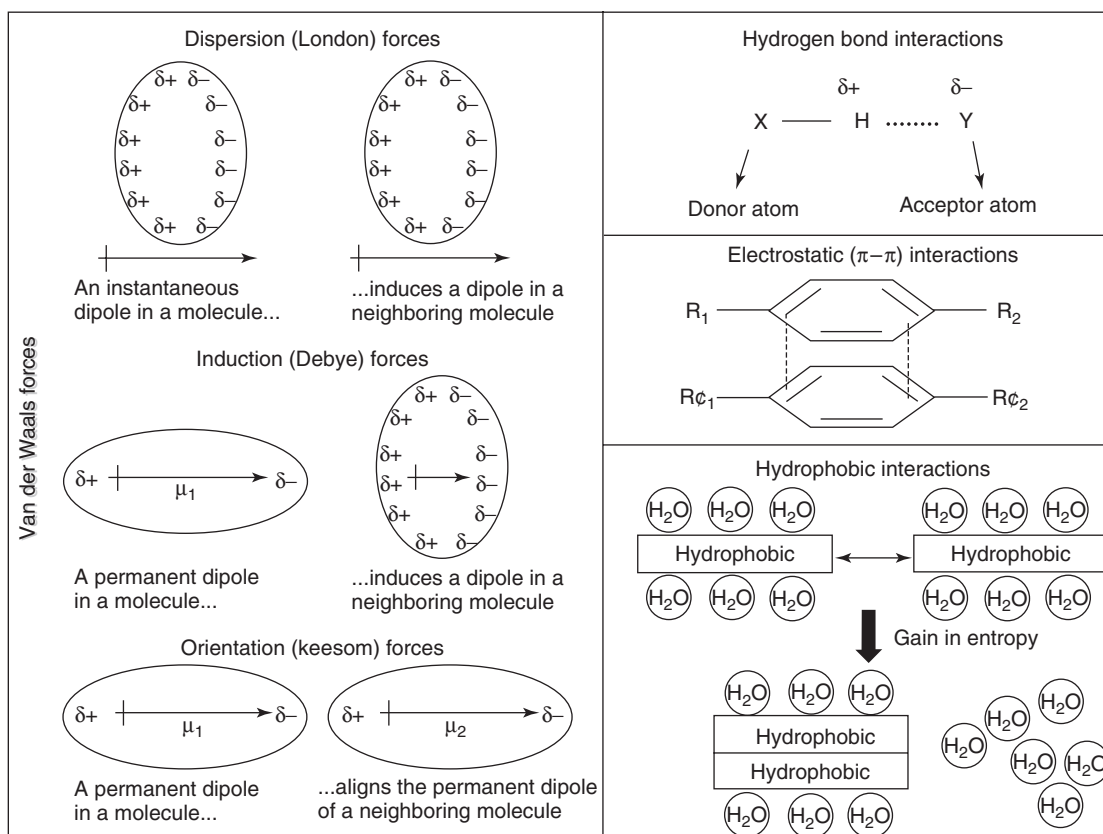 Van der Waals forces
Dispersion (London) forces
δ+ δ− δ+ δ−
δ+ δ− δ+ δ−
δ+ δ− δ+ δ−
δ+ δ− δ+ δ−
δ+ δ− δ+ δ−
δ+ δ− δ+ δ−
An instantaneous
dipole in a molecule...
...induces a dipole in a
neighboring molecule
Induction (Debye) forces
δ+ μ1 δ−
δ+ δ−
δ+ δ−
δ+ δ−
δ+ δ−
δ+ δ−
δ+ δ−
A permanent dipole
in a molecule...
...induces a dipole in a
neighboring molecule
Orientation (keesom) forces
δ+ μ1 δ− δ+ μ2 δ−
A permanent dipole
in a molecule...
...aligns the permanent dipole
of a neighboring molecule
Hydrogen bond interactions
δ+ δ−
X H Y
Donor atom Acceptor atom
Electrostatic (π−π) interactions
R1 R2
R¢1 R¢2
Hydrophobic interactions
H2O H2O H2O H2O H2O H2O
Hydrophobic Hydrophobic
H2O H2O H2O H2O H2O H2O
Gain in entropy
H2O H2O H2O
Hydrophobic
Hydrophobic
H2O H2O H2O
H2O
H2O
H2O
H2O H2O
H2O